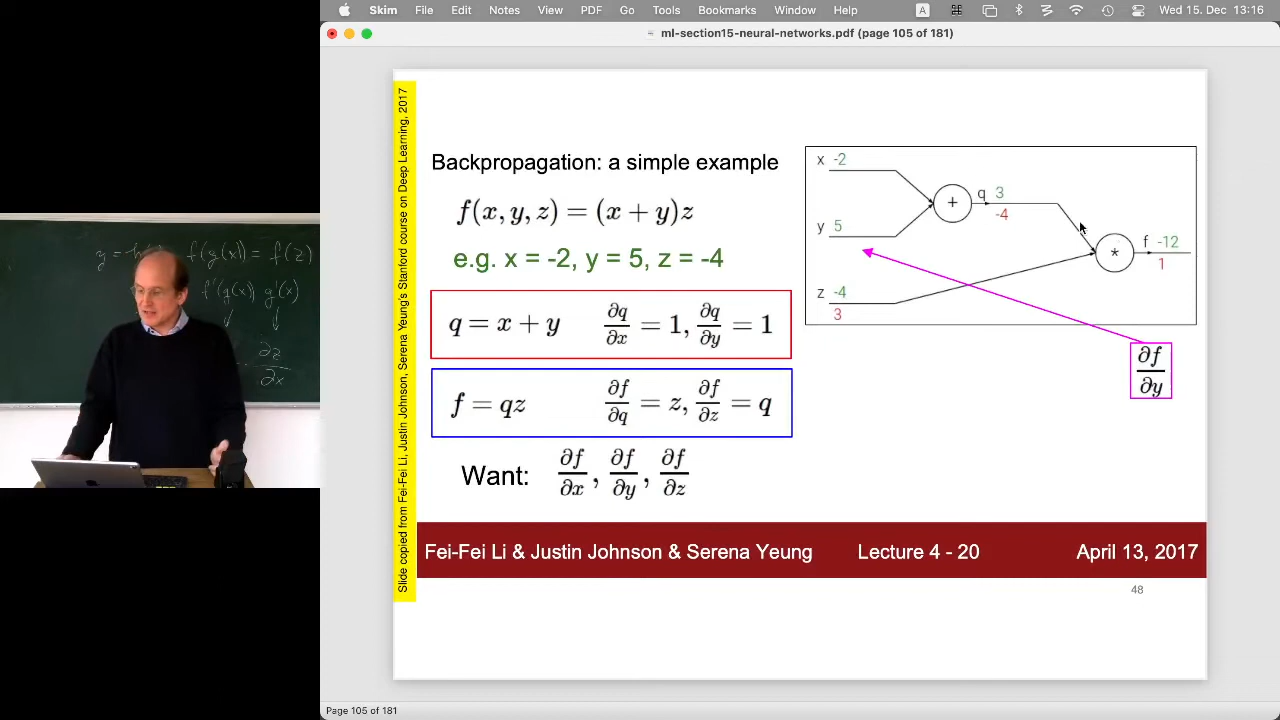 Skim File Edit Notes View PDF Go Tools Bookmarks Window Help A Wed 15. Dec 13:16
ml-section15-neural-networks.pdf (page 105 of 181)
Slide copied from Fei-Fei Li, Justin Johnson, Serena Yeung's Stanford course on Deep Learning, 2017
Backpropagation: a simple example
f(x, y, z) = (x + y)z
e.g. x = -2, y = 5, z = -4
q = x + y ∂q/∂x = 1, ∂q/∂y = 1
f = qz ∂f/∂q = z, ∂f/∂z = q
Want: ∂f/∂x, ∂f/∂y, ∂f/∂z
x -2
y 5
z -4
3
+
q 3
-4
*
f -12
1
∂f/∂y
f(g(x)) = f(z)
f'(g(x)) g'(x)
∂z/∂x
Fei-Fei Li & Justin Johnson & Serena Yeung Lecture 4 - 20 April 13, 2017
48
Page 105 of 181